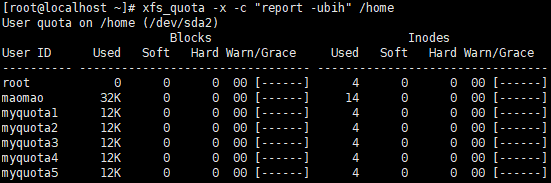 [root@localhost ~]# xfs_quota -x -c "report -ubih" /home
User quota on /home (/dev/sda2)
                        Blocks                            Inodes
User ID      Used   Soft   Hard Warn/Grace     Used   Soft   Hard Warn/Grace
---------- --------------------------------- ---------------------------------
root            0      0      0  00 [------]      4      0      0  00 [------]
maomao        32K      0      0  00 [------]     14      0      0  00 [------]
myquota1      12K      0      0  00 [------]      4      0      0  00 [------]
myquota2      12K      0      0  00 [------]      4      0      0  00 [------]
myquota3      12K      0      0  00 [------]      4      0      0  00 [------]
myquota4      12K      0      0  00 [------]      4      0      0  00 [------]
myquota5      12K      0      0  00 [------]      4      0      0  00 [------]